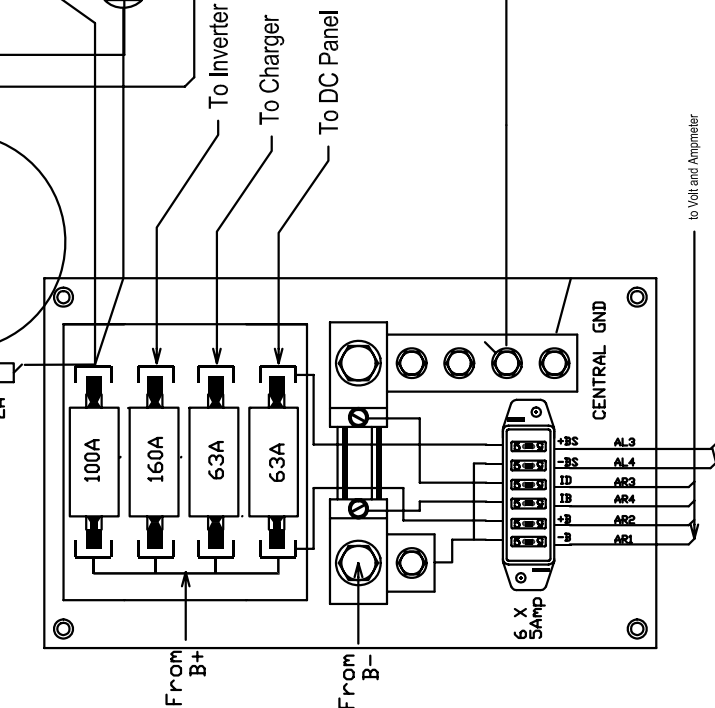 To Inverter
To Charger
To DC Panel
to Volt and Ampmeter
100A
160A
63A
63A
CENTRAL GND
+BS AL3
-BS AL4
ID AR3
IB AR4
+B AR2
-B AR1
6 X
5Amp
From
B+
From
B-